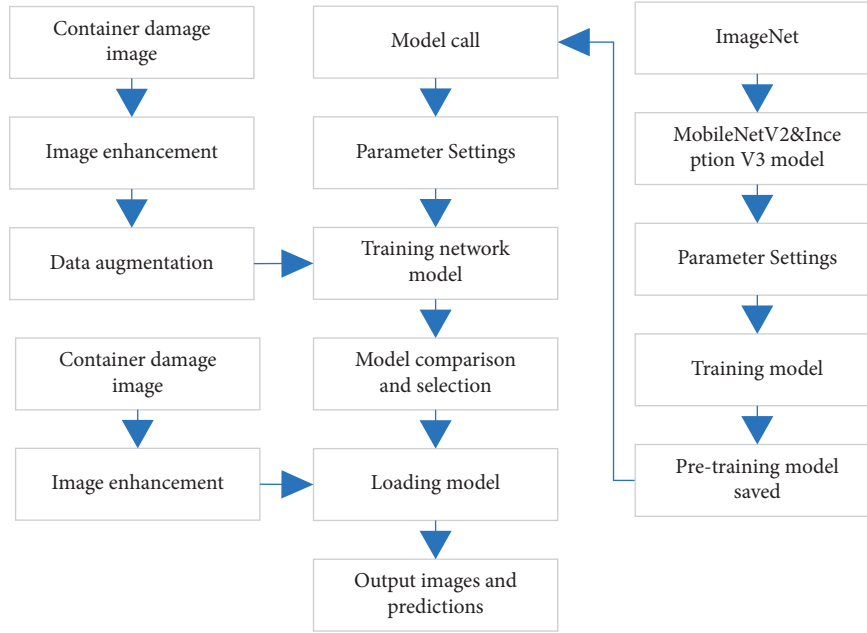 Container damage
image
Image enhancement
Data augmentation
Container damage
image
Image enhancement
Model call
Parameter Settings
Training network
model
Model comparison
and selection
Loading model
Output images and
predictions
ImageNet
MobileNetV2&Ince
ption V3 model
Parameter Settings
Training model
Pre-training model
saved